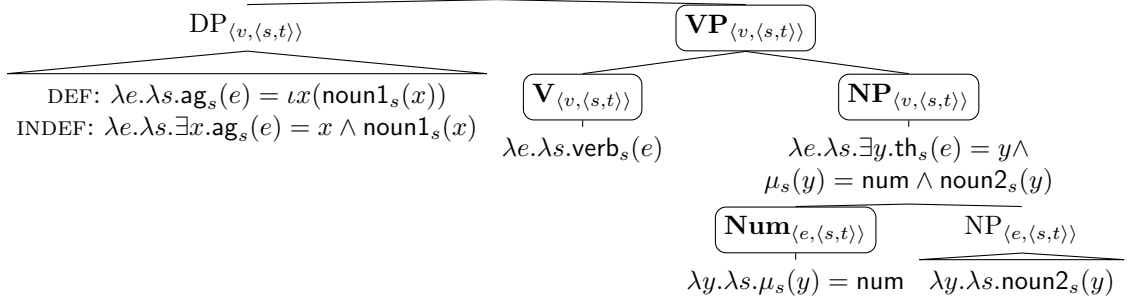 DP⟨v,⟨s,t⟩⟩ VP⟨v,⟨s,t⟩⟩
DEF: λe.λs.ag_s(e) = ιx(noun1_s(x))
INDEF: λe.λs.∃x.ag_s(e) = x ∧ noun1_s(x)
V⟨v,⟨s,t⟩⟩ NP⟨v,⟨s,t⟩⟩
λe.λs.verb_s(e)
λe.λs.∃y.th_s(e) = y∧
μ_s(y) = num ∧ noun2_s(y)
Num⟨e,⟨s,t⟩⟩ NP⟨e,⟨s,t⟩⟩
λy.λs.μ_s(y) = num λy.λs.noun2_s(y)